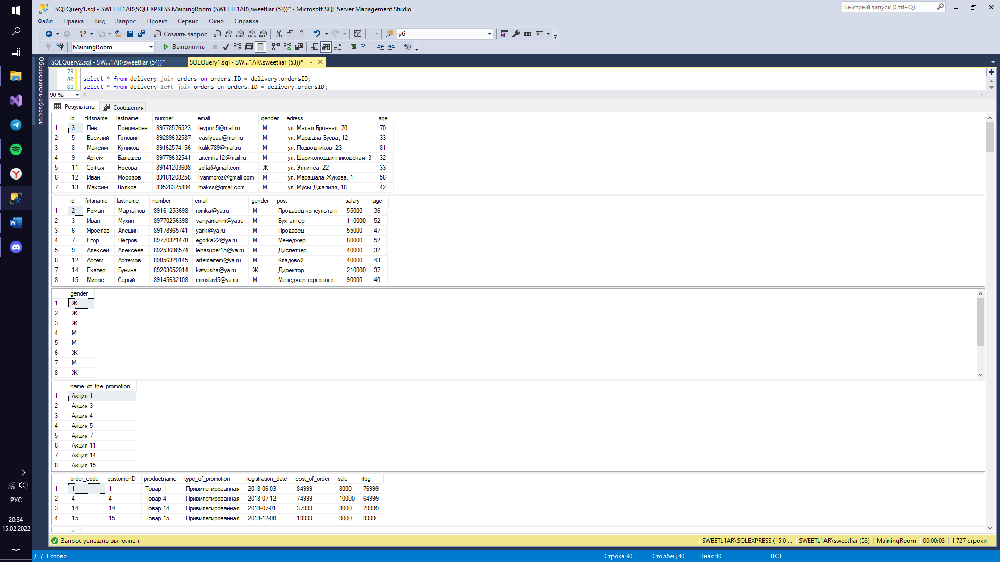 SQLQuery1.sql - SWEETL1AR\SQLEXPRESS.MainingRoom (SWEETL1AR\sweetliar (53))* - Microsoft SQL Server Management Studio
Быстрый запуск (Ctrl+Q)
Файл Правка Вид Запрос Проект Сервис Окно Справка
Создать запрос MDX DMX XMLA DAX у6
MainingRoom Выполнить
Обозреватель объектов
SQLQuery2.sql - SW...1AR\sweetliar (54))* SQLQuery1.sql - SW...1AR\sweetliar (53))*
79
80 select * from delivery join orders on orders.ID = delivery.ordersID;
81 select * from delivery left join orders on orders.ID = delivery.ordersID;
90 %
Результаты Сообщения
id firtsname lastname number email gender adress age
1 3 Лев Пономарев 89778576523 levpon5@mail.ru М ул. Малая Бронная, 70 70
2 5 Василий Головин 89289632587 vasilyaaa@mail.ru М ул. Маршала Зуева, 12 33
3 8 Максим Куликов 89162574156 kulik789@mail.ru М ул. Подводников, 23 81
4 9 Артем Балашев 89779632541 artemka12@mail.ru М ул. Шарикоподшипниковская, 3 32
5 11 Софья Носова 89141203608 sofia@gmail.com Ж ул. Эллипса, 22 33
6 12 Иван Морозов 89161203258 ivanmoroz@gmail.com М ул. Марашала Жукова, 1 56
7 13 Максим Волков 89526325894 makss@gmail.com М ул. Мусы Джалиля, 18 42
id firtsname lastname number email gender post salary age
1 2 Роман Мартынов 89161253698 romka@ya.ru М Продавец-консультант 55000 36
2 3 Иван Мухин 89770256398 vanyamuhin@ya.ru М Бухгалтер 110000 52
3 6 Ярослав Алешин 89178965741 yarik@ya.ru М Продавец 55000 47
4 7 Егор Петров 89770321478 egorka22@ya.ru М Менеджер 60000 52
5 9 Алексей Алексеев 89253698574 lehasuper15@ya.ru М Диспетчер 40000 32
6 12 Артем Артемов 89856320145 artemartem@ya.ru М Кладовой 40000 43
7 14 Екатер... Бунина 89263652014 katyusha@ya.ru Ж Директор 210000 37
8 15 Мирос... Серый 89145632108 miroslavl5@ya.ru М Менеджер торгового... 90000 40
gender
1 Ж
2 Ж
3 Ж
4 М
5 М
6 Ж
7 М
8 Ж
name_of_the_promotion
1 Акция 1
2 Акция 3
3 Акция 4
4 Акция 5
5 Акция 7
6 Акция 11
7 Акция 14
8 Акция 15
order_code customerID productname type_of_promotion registration_date cost_of_order sale itog
1 1 1 Товар 1 Привилегированная 2018-06-03 84999 8000 76999
2 4 4 Товар 4 Привилегированная 2018-07-12 74999 10000 64999
3 14 14 Товар 14 Привилегированная 2018-07-01 37999 8000 29999
4 15 15 Товар 15 Привилегированная 2018-12-08 19999 9000 9999
id
Запрос успешно выполнен. SWEETL1AR\SQLEXPRESS (15.0 ... SWEETL1AR\sweetliar (53) MainingRoom 00:00:03 1 727 строки
Готово Строка 90 Столбец 40 Знак 40 ВСТ
РУС
20:34
15.02.2022